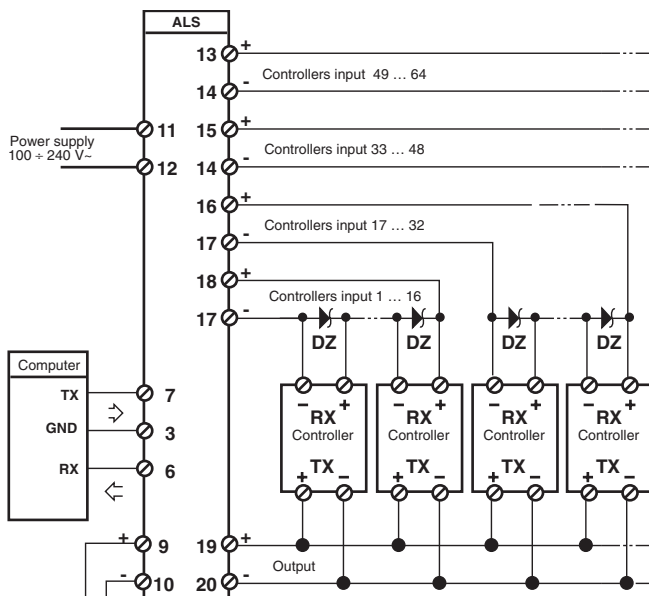 ALS
13 +
Controllers input 49 ... 64
14 -
11
15 +
Power supply
100 ÷ 240 V~
Controllers input 33 ... 48
12
14 -
16 +
Controllers input 17 ... 32
17 -
18 +
Controllers input 1 ... 16
17 -
DZ DZ DZ DZ
Computer
TX 7
GND 3
RX 6
- RX + - RX + - RX + - RX +
Controller Controller Controller Controller
+ TX - + TX - + TX - + TX -
+ 9 19 +
Output
- 10 20 -